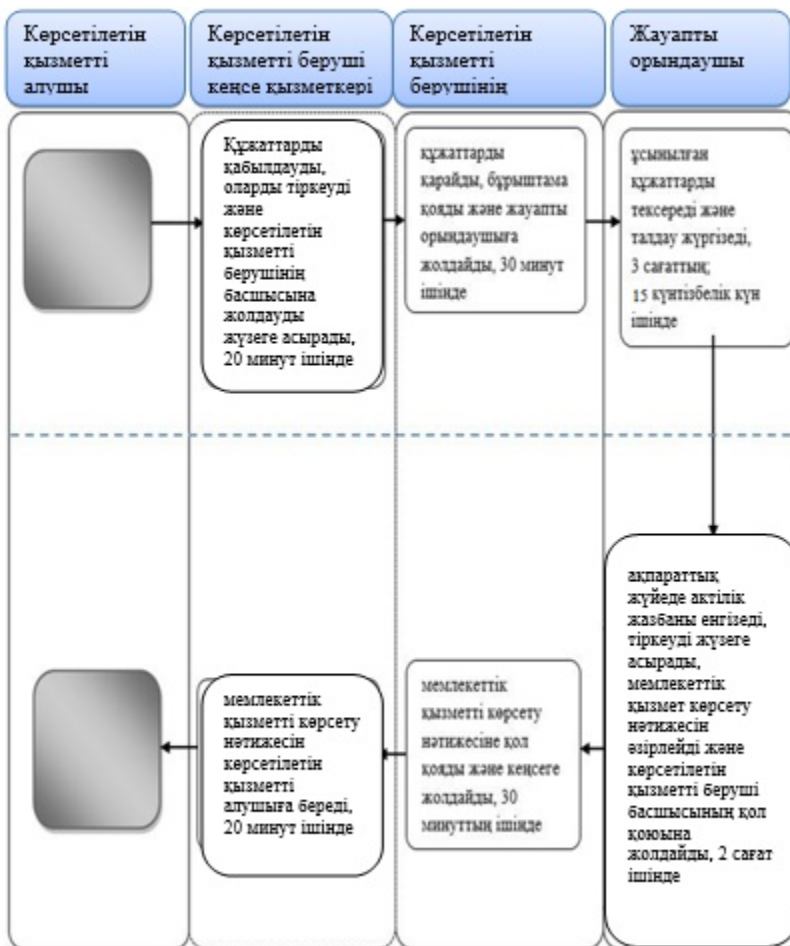 Көрсетілетін
қызметті
алушы
Көрсетілетін
қызметті беруші
кеңсе қызметкері
Көрсетілетін
қызметті
берушінің
Жауапты
орындаушы
Құжаттарды
қабылдауды,
оларды тіркеуді
және
көрсетілетін
қызметті
берушінің
басшысына
жолдауды
жүзеге асырады,
20 минут ішінде
құжаттарды
қарайды, бұрыштама
қояды және жауапты
орындаушыға
жолдайды, 30 минут
ішінде
ұсынылған
құжаттарды
тексереді және
талдау жүргізеді,
3 сағаттың;
15 күнтізбелік күн
ішінде
ақпараттық
жүйеде актілік
жазбаны енгізеді,
тіркеуді жүзеге
асырады,
мемлекеттік
қызмет көрсету
нәтижесін
әзірлейді және
көрсетілетін
қызметті беруші
басшысының қол
қоюына
жолдайды, 2 сағат
ішінде
мемлекеттік
қызметті көрсету
нәтижесіне қол
қояды және кеңсеге
жолдайды, 30
минуттың ішінде
мемлекеттік
қызметті көрсету
нәтижесін
көрсетілетін
қызметті
алушыға береді,
20 минут ішінде